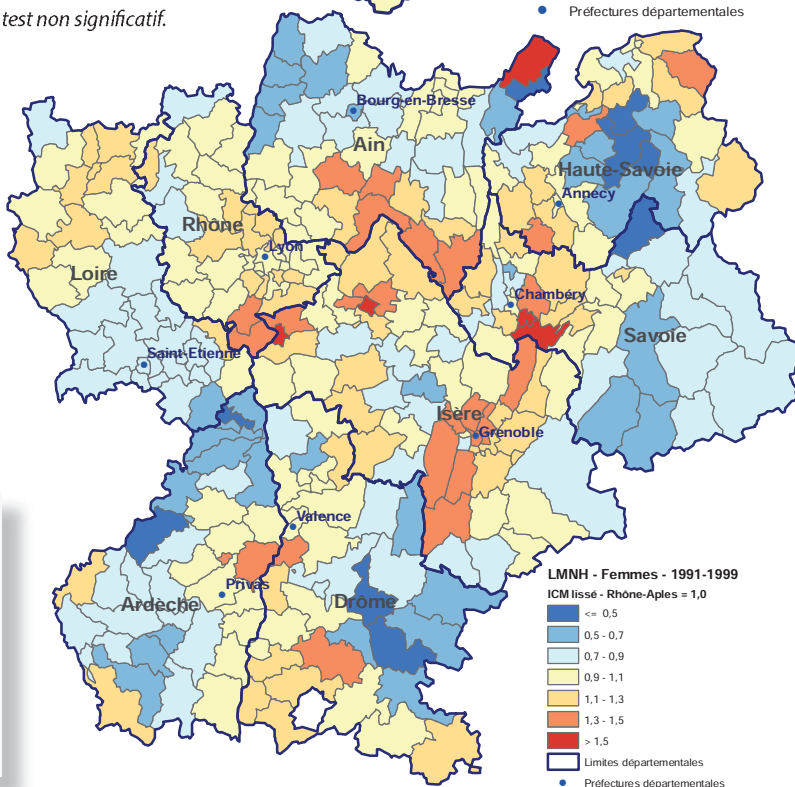 test non significatif.
Préfectures départementales
Bourg-en-Bresse
Ain
Haute-Savoie
Annecy
Rhône
Lyon
Loire
Chambéry
Savoie
Saint-Etienne
Isère
Grenoble
Valence
Privas
Ardèche
Drôme
LMNH - Femmes - 1991-1999
ICM lissé - Rhône-Aples = 1,0
<= 0,5
0,5 - 0,7
0,7 - 0,9
0,9 - 1,1
1,1 - 1,3
1,3 - 1,5
> 1,5
Limites départementales
Préfectures départementales